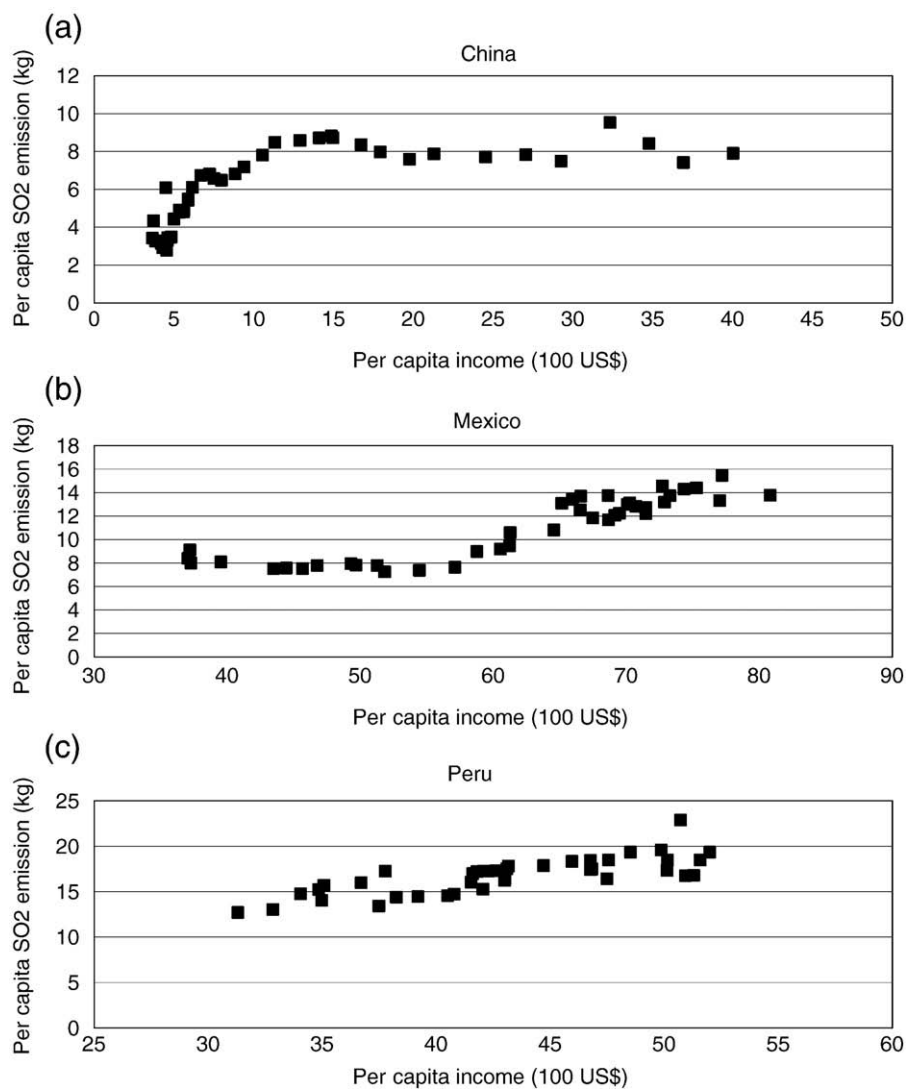 (a)
China
Per capita SO2 emission (kg)
12
10
8
6
4
2
0
0 5 10 15 20 25 30 35 40 45 50
Per capita income (100 US$)
(b)
Mexico
Per capita SO2 emission (kg)
18
16
14
12
10
8
6
4
2
0
30 40 50 60 70 80 90
Per capita income (100 US$)
(c)
Peru
Per capita SO2 emission (kg)
25
20
15
10
5
0
25 30 35 40 45 50 55 60
Per capita income (100 US$)